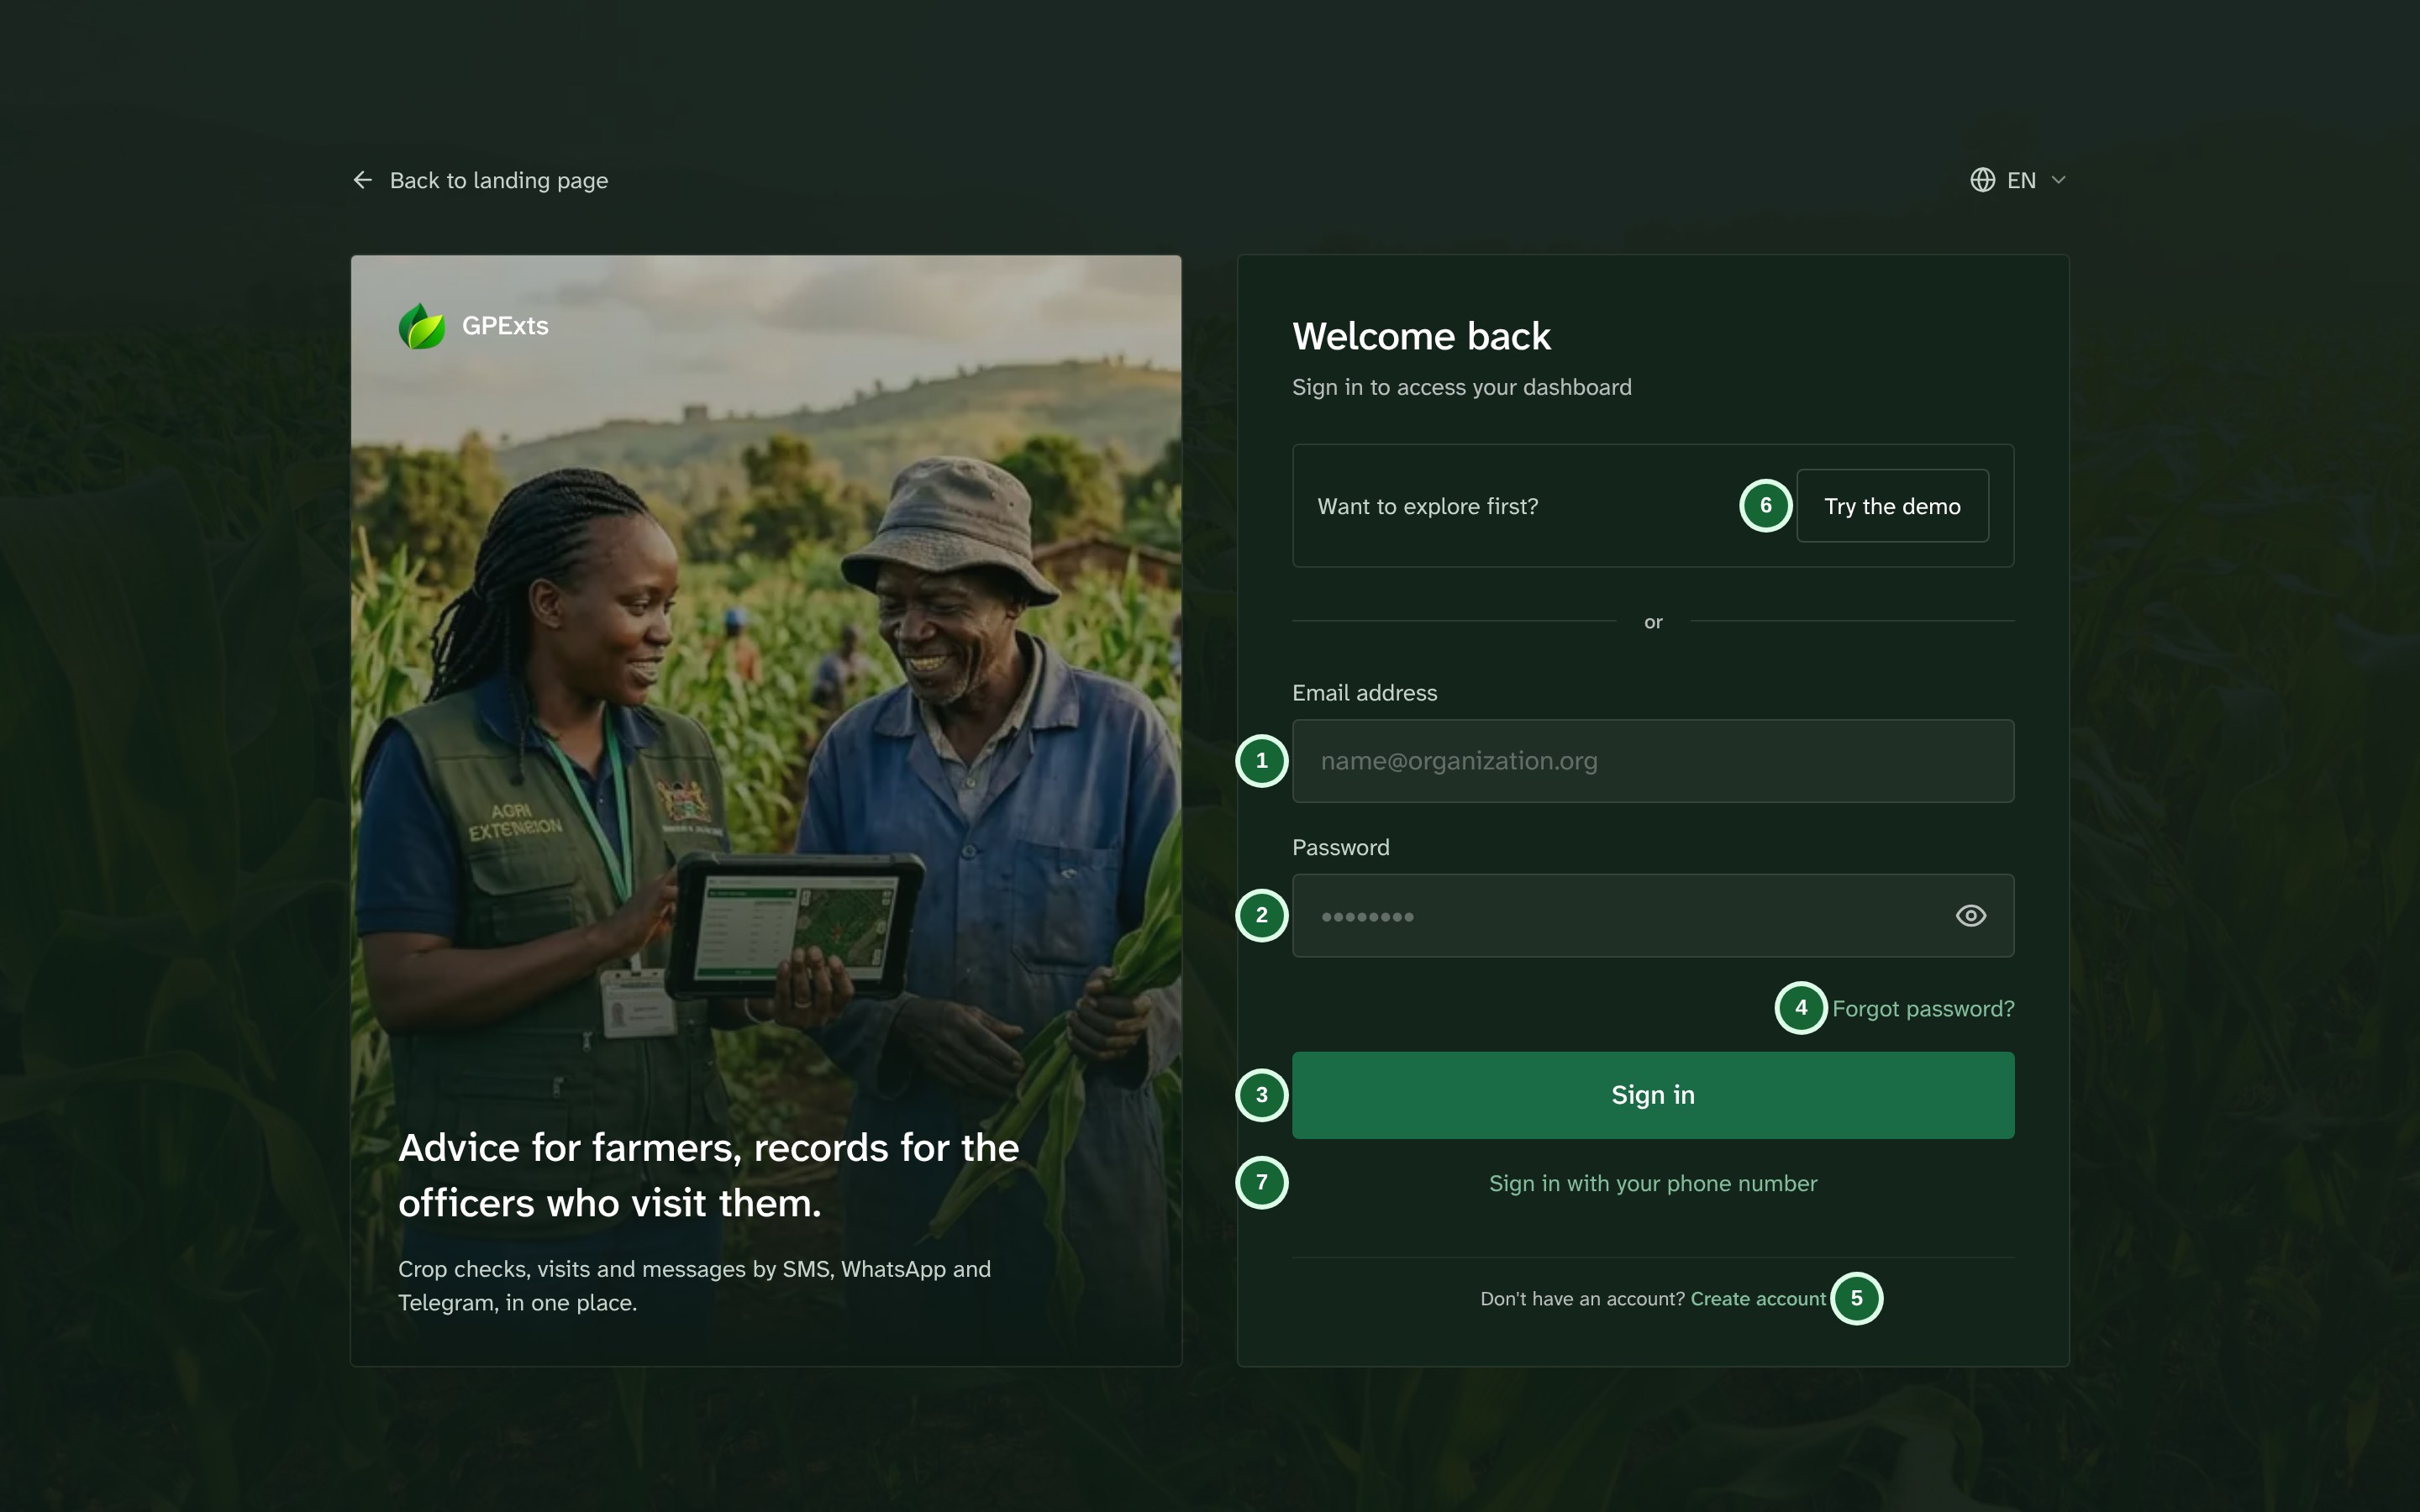 Back to landing page
EN
GPExts
AGRI
EXTENSION
Advice for farmers, records for the
officers who visit them.
Crop checks, visits and messages by SMS, WhatsApp and
Telegram, in one place.
Welcome back
Sign in to access your dashboard
Want to explore first?
6
Try the demo
or
Email address
1
name@organization.org
Password
2
4
Forgot password?
3
Sign in
7
Sign in with your phone number
Don't have an account? Create account
5